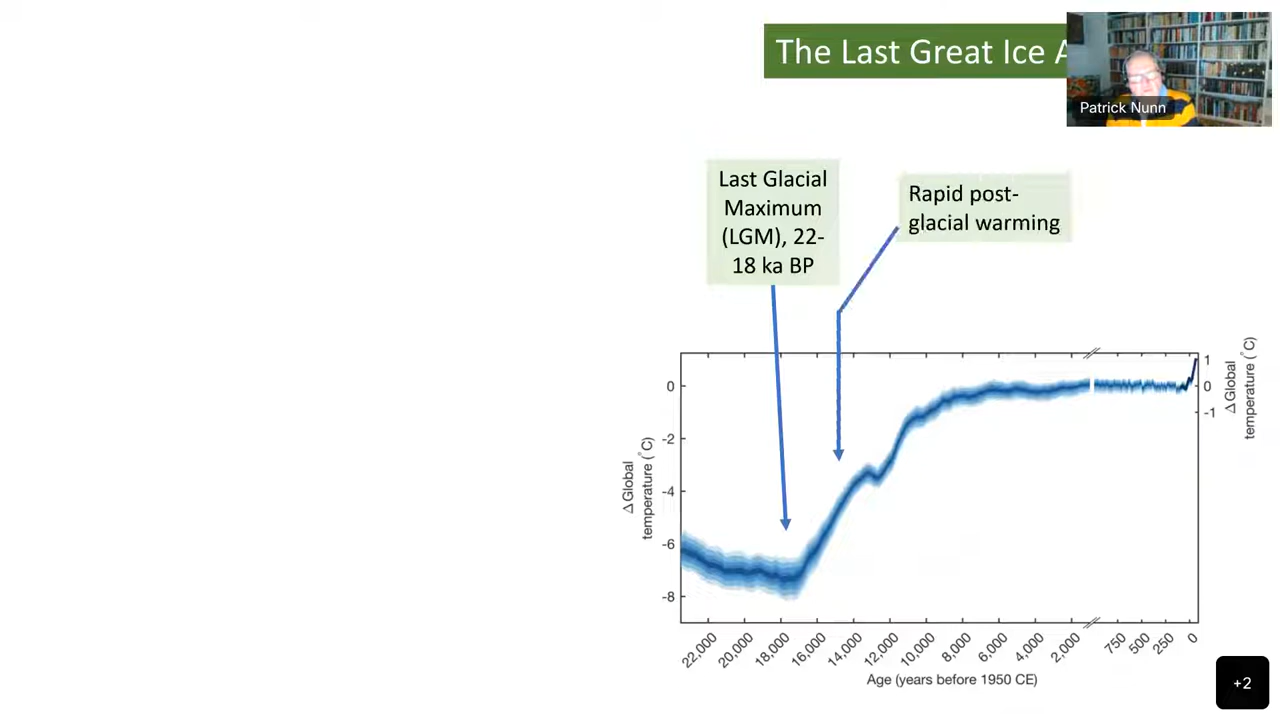 The Last Great Ice
Patrick Nunn
Last Glacial
Maximum
(LGM), 22-
18 ka BP
Rapid post-
glacial warming
Δ Global
temperature (°C)
0
-2
-4
-6
-8
1
0
-1
Δ Global
temperature (°C)
22,000
20,000
18,000
16,000
14,000
12,000
10,000
8,000
6,000
4,000
2,000
750
500
250
0
Age (years before 1950 CE)
+2